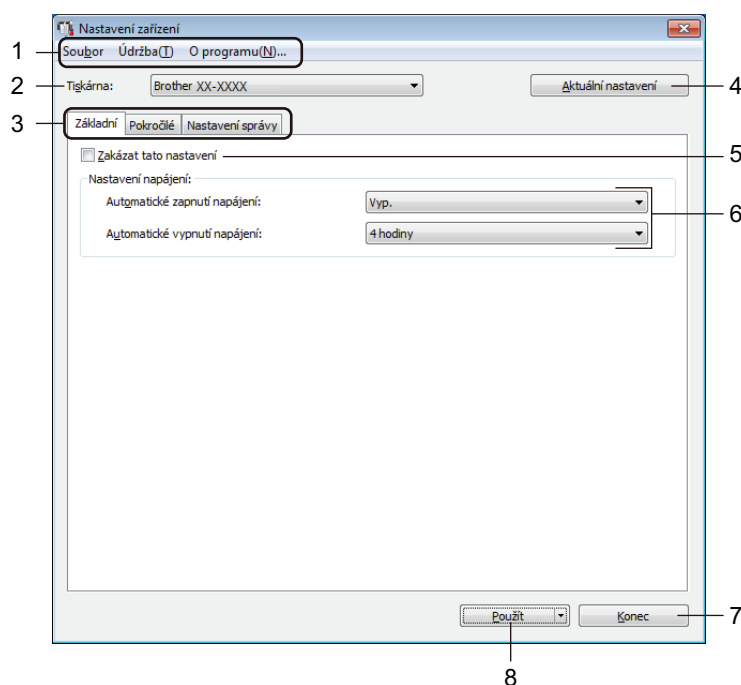 Nastavení zařízení
1
Soubor Údržba(T) O programu(N)...
2
Tiskárna: Brother XX-XXXX Aktuální nastavení
4
3
Základní Pokročilé Nastavení správy
Zakázat tato nastavení
5
Nastavení napájení:
Automatické zapnutí napájení: Vyp.
6
Automatické vypnutí napájení: 4 hodiny
Použít Konec
7
8